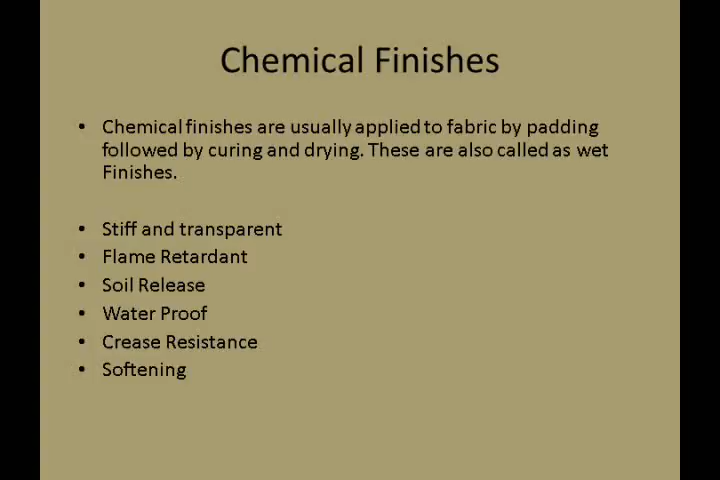 Chemical Finishes
• Chemical finishes are usually applied to fabric by padding
followed by curing and drying. These are also called as wet
Finishes.
• Stiff and transparent
• Flame Retardant
• Soil Release
• Water Proof
• Crease Resistance
• Softening